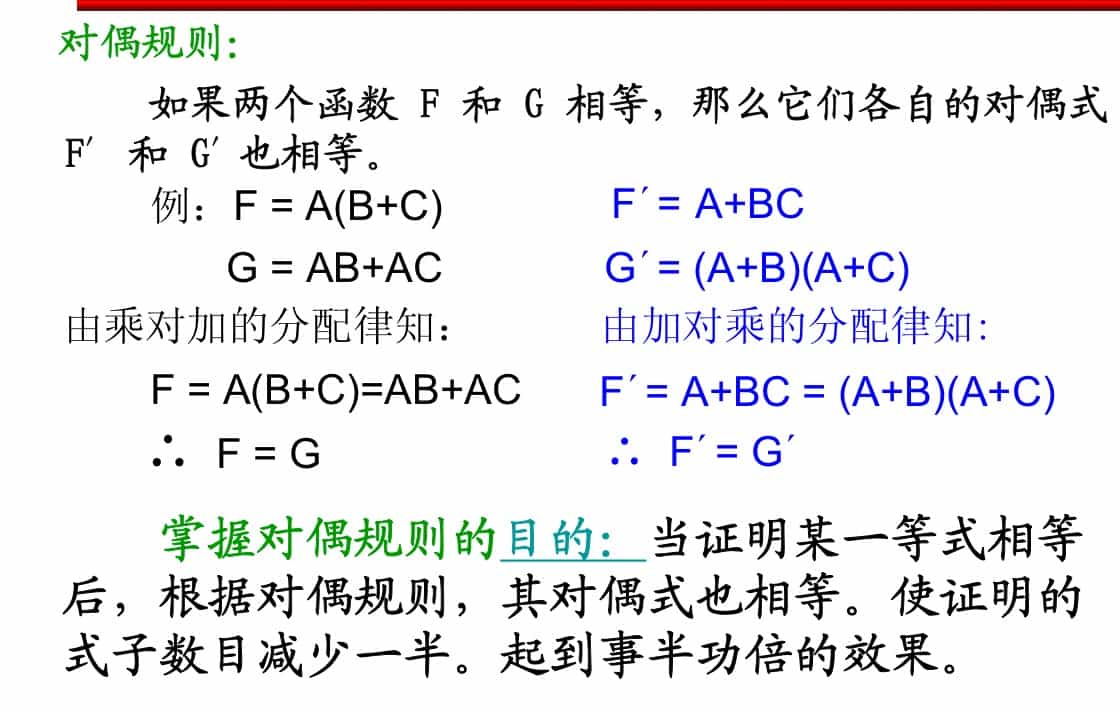 对偶规则：
如果两个函数 F 和 G 相等，那么它们各自的对偶式
F′ 和 G′ 也相等。
例：F = A(B+C) F´= A+BC
G = AB+AC G´= (A+B)(A+C)
由乘对加的分配律知： 由加对乘的分配律知:
F = A(B+C)=AB+AC F´= A+BC = (A+B)(A+C)
∴ F = G ∴ F´= G´
掌握对偶规则的目的：当证明某一等式相等
后，根据对偶规则，其对偶式也相等。使证明的
式子数目减少一半。起到事半功倍的效果。